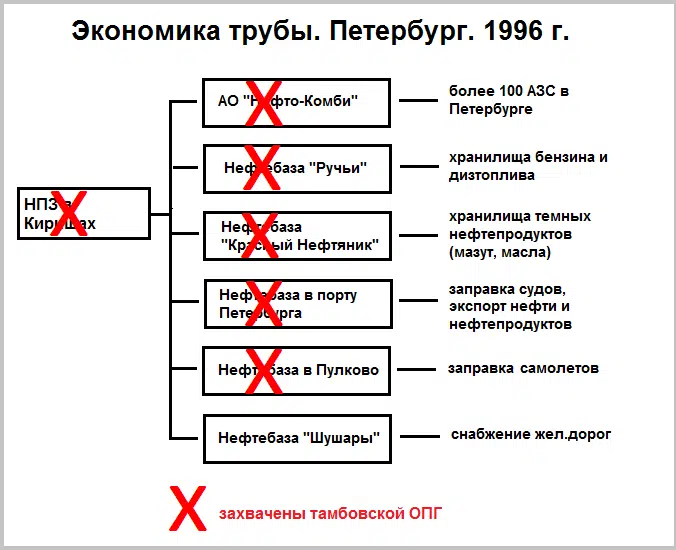 Экономика трубы. Петербург. 1996 г.
АО "Нефто-Комби"
более 100 АЗС в
Петербурге
Нефтебаза "Ручьи"
хранилища бензина и
дизтоплива
НПЗ в
Киришах
Нефтебаза
"Красный Нефтяник"
хранилища темных
нефтепродуктов
(мазут, масла)
Нефтебаза в порту
Петербурга
заправка судов,
экспорт нефти и
нефтепродуктов
Нефтебаза в Пулково
заправка самолетов
Нефтебаза "Шушары"
снабжение жел.дорог
X захвачены тамбовской ОПГ